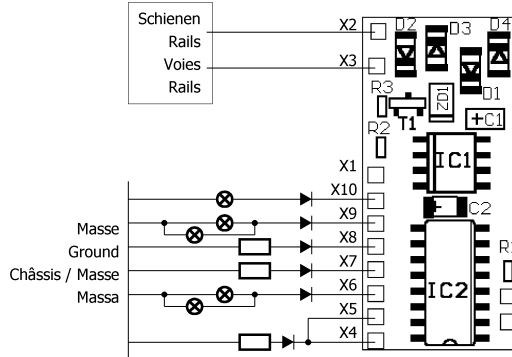 Schienen
Rails
Voies
Rails
X2
X3
D2
D3
D4
D1
R3
ZD1
T1
+C1
R2
X1
IC1
X10
C2
X9
Masse
X8
Ground
X7
Châssis / Masse
X6
Massa
IC2
X5
X4